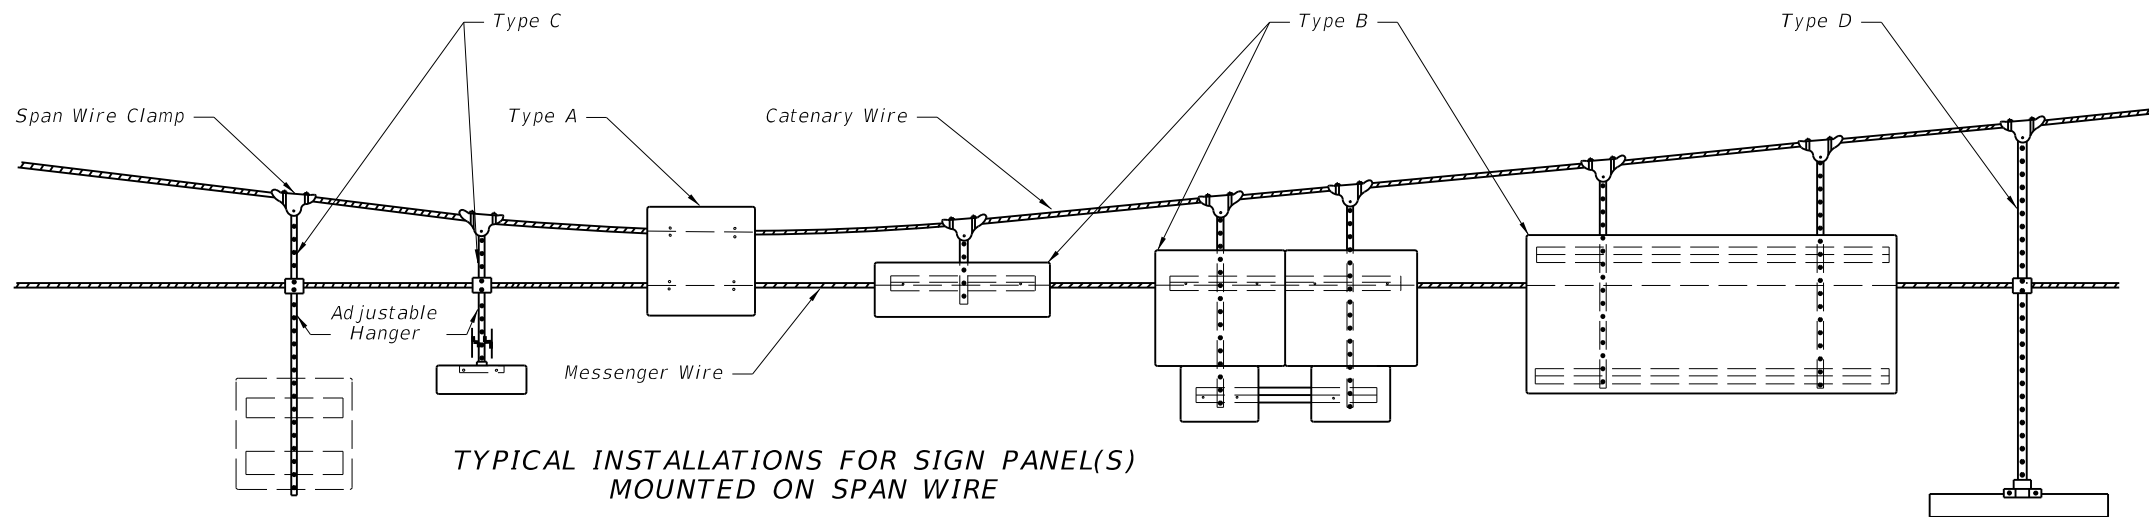 Type C
Type B
Type D
Span Wire Clamp
Type A
Catenary Wire
Adjustable
Hanger
Messenger Wire
TYPICAL INSTALLATIONS FOR SIGN PANEL(S)
MOUNTED ON SPAN WIRE